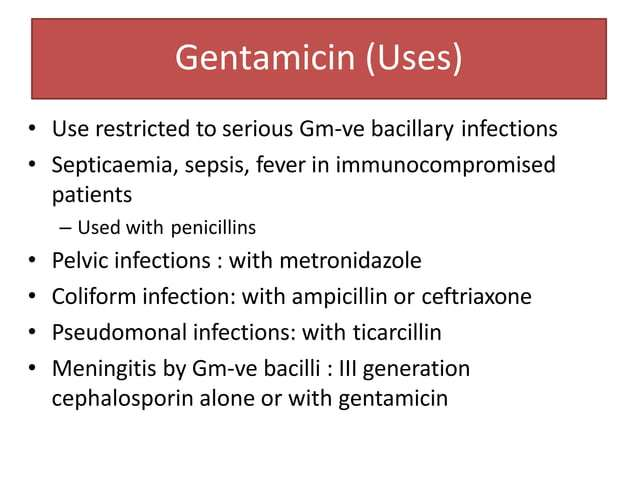 Gentamicin (Uses)
• Use restricted to serious Gm-ve bacillary infections
• Septicaemia, sepsis, fever in immunocompromised
patients
– Used with penicillins
• Pelvic infections : with metronidazole
• Coliform infection: with ampicillin or ceftriaxone
• Pseudomonal infections: with ticarcillin
• Meningitis by Gm-ve bacilli : III generation
cephalosporin alone or with gentamicin